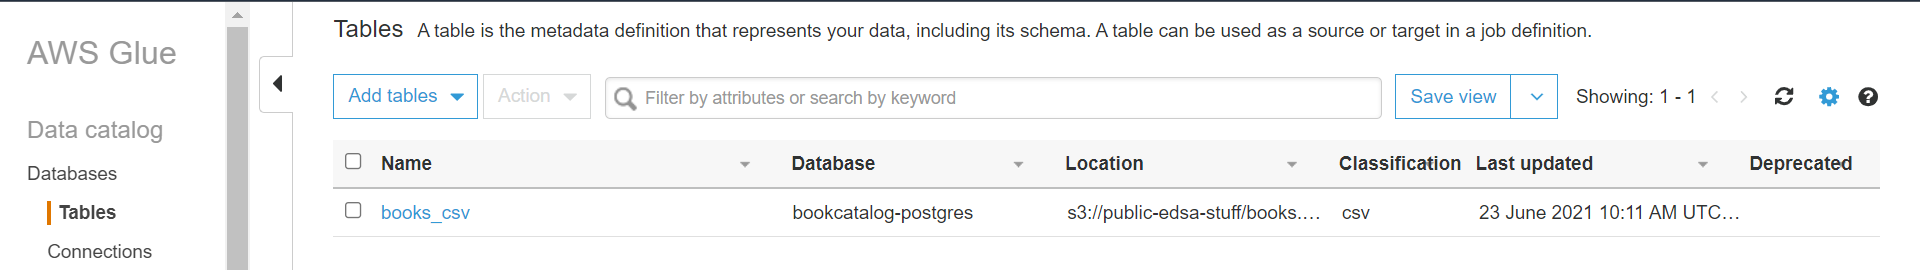 AWS Glue
Data catalog
Databases
Tables
Connections
Tables A table is the metadata definition that represents your data, including its schema. A table can be used as a source or target in a job definition.
Add tables Action Filter by attributes or search by keyword Save view Showing: 1 - 1
Name Database Location Classification Last updated Deprecated
books_csv bookcatalog-postgres s3://public-edsa-stuff/books.... csv 23 June 2021 10:11 AM UTC...